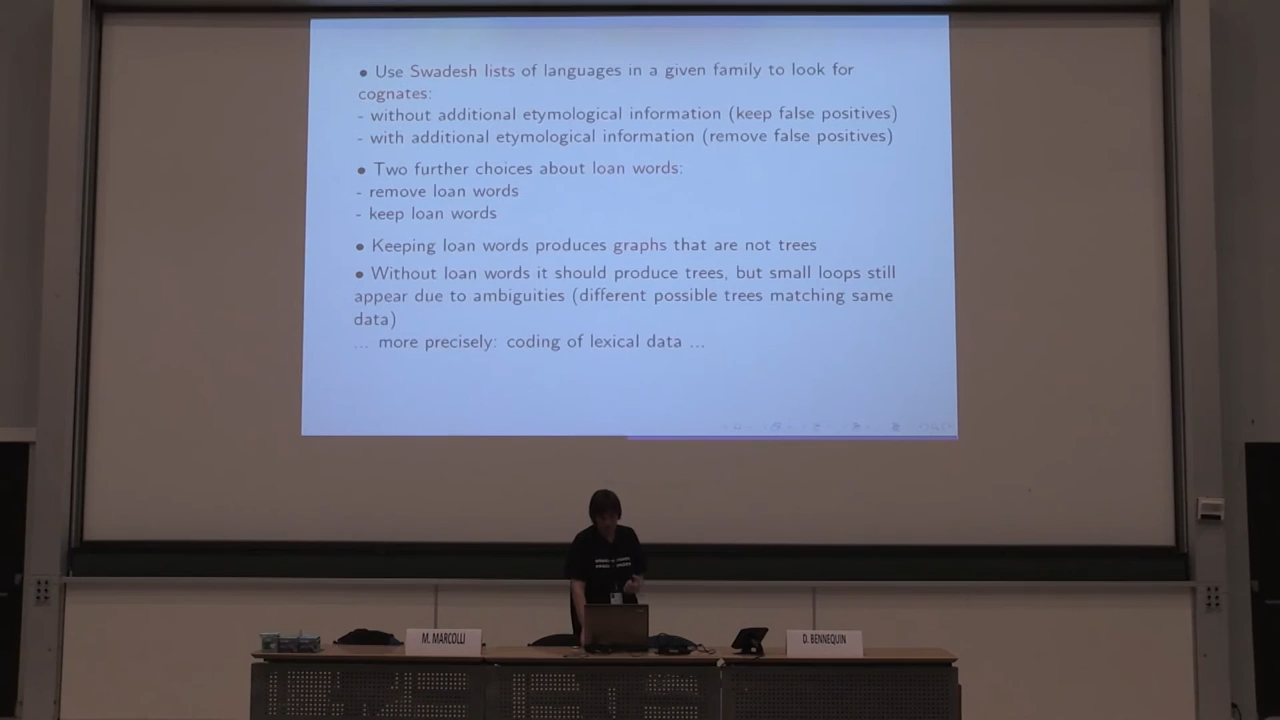 ● Use Swadesh lists of languages in a given family to look for
cognates:
- without additional etymological information (keep false positives)
- with additional etymological information (remove false positives)
● Two further choices about loan words:
- remove loan words
- keep loan words
● Keeping loan words produces graphs that are not trees
● Without loan words it should produce trees, but small loops still
appear due to ambiguities (different possible trees matching same
data)
... more precisely: coding of lexical data ...
M. MARCOLLI
D. BENNEQUIN